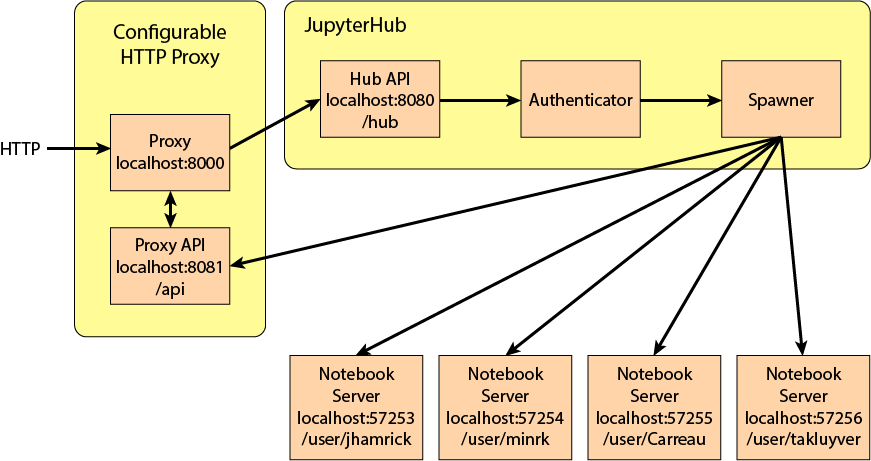 Configurable
HTTP Proxy
JupyterHub
Hub API
localhost:8080
/hub
Authenticator
Spawner
HTTP
Proxy
localhost:8000
Proxy API
localhost:8081
/api
Notebook
Server
localhost:57253
/user/jhamrick
Notebook
Server
localhost:57254
/user/minrk
Notebook
Server
localhost:57255
/user/Carreau
Notebook
Server
localhost:57256
/user/takluyver